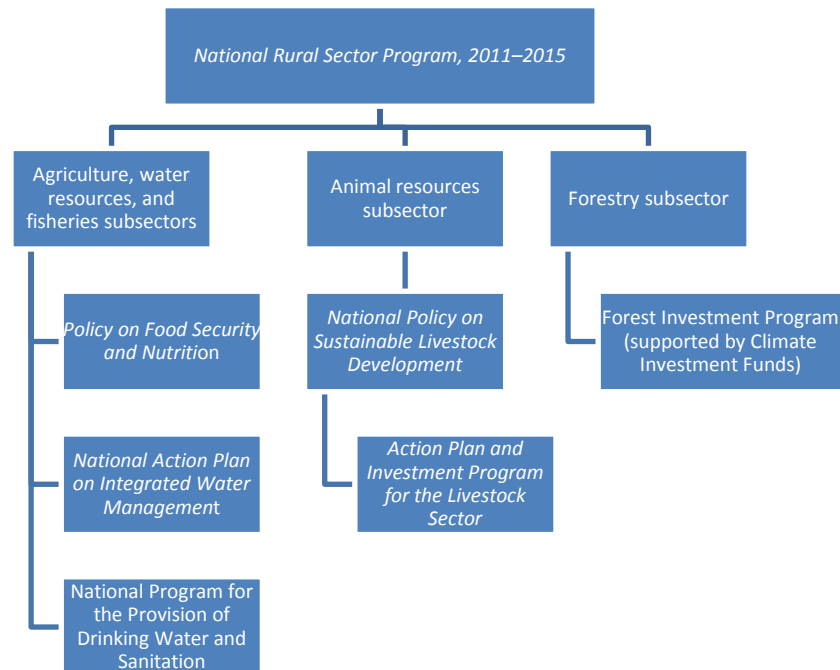 National Rural Sector Program, 2011–2015
Agriculture, water
resources, and
fisheries subsectors
Animal resources
subsector
Forestry subsector
Policy on Food Security
and Nutrition
National Policy on
Sustainable Livestock
Development
Forest Investment Program
(supported by Climate
Investment Funds)
National Action Plan
on Integrated Water
Management
Action Plan and
Investment Program
for the Livestock
Sector
National Program for
the Provision of
Drinking Water and
Sanitation